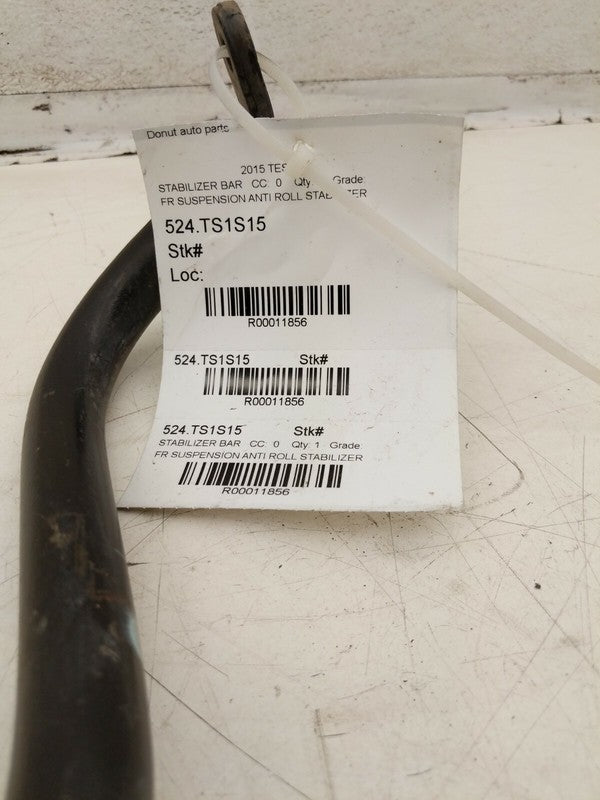 Donut auto parts
2015 TES
STABILIZER BAR CC: 0 Qty: Grade:
FR SUSPENSION ANTI ROLL
524.TS1S15
Stk#
Loc:
R00011856
524.TS1S15 Stk#
R00011856
524.TS1S15 Stk#
STABILIZER BAR CC: 0 Qty: 1 Grade:
FR SUSPENSION ANTI ROLL STABILIZER
R00011856